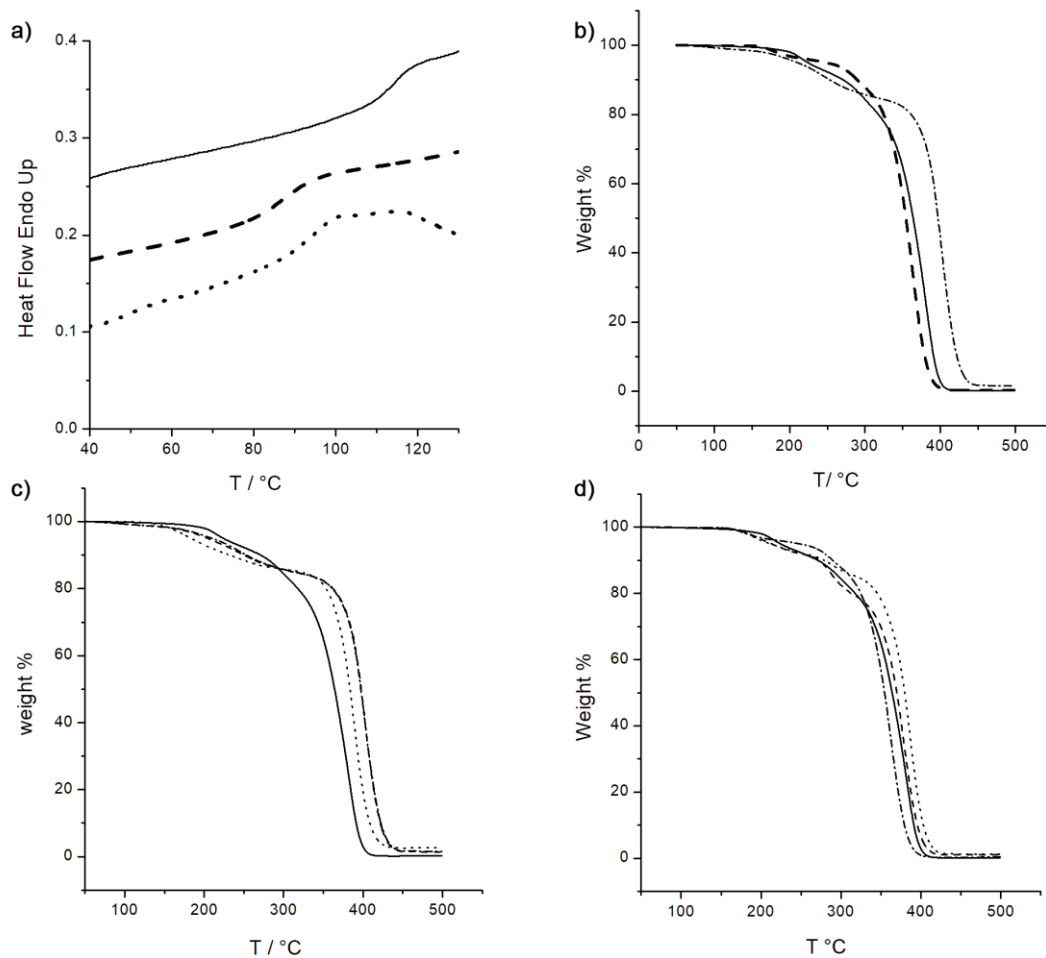 a)
Heat Flow Endo Up
0.4
0.3
0.2
0.1
0.0
40 60 80 100 120
T / °C
b)
Weight %
100
80
60
40
20
0
0 100 200 300 400 500
T/ °C
c)
weight %
100
80
60
40
20
0
100 200 300 400 500
T / °C
d)
Weight %
100
80
60
40
20
0
100 200 300 400 500
T °C